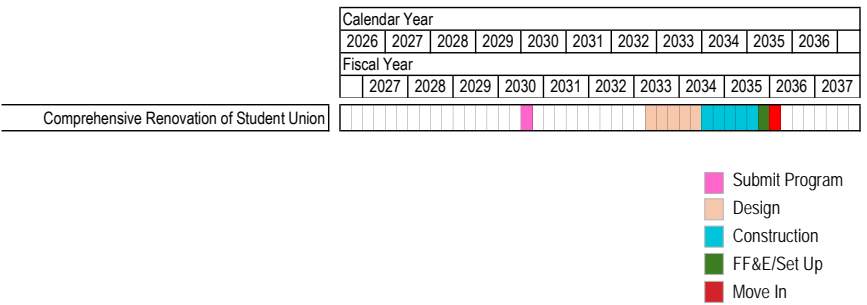 Calendar Year
2026 2027 2028 2029 2030 2031 2032 2033 2034 2035 2036
Fiscal Year
2027 2028 2029 2030 2031 2032 2033 2034 2035 2036 2037
Comprehensive Renovation of Student Union
Submit Program
Design
Construction
FF&E/Set Up
Move In